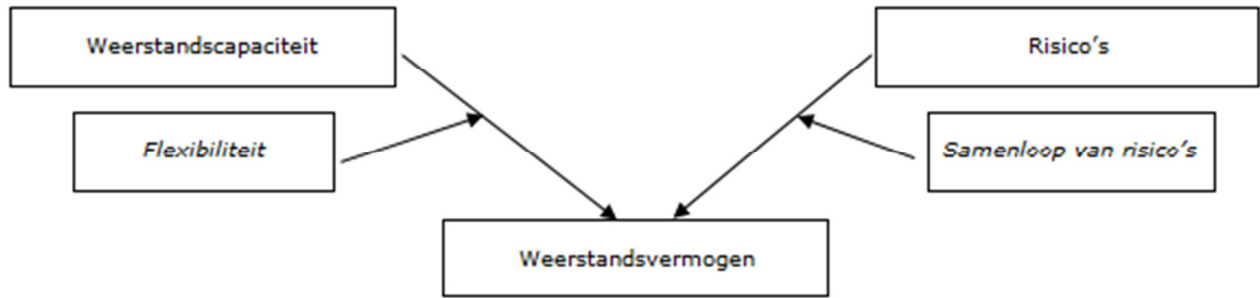 Weerstandscapaciteit
Risico's
Flexibiliteit
Samenloop van risico's
Weerstandsvermogen